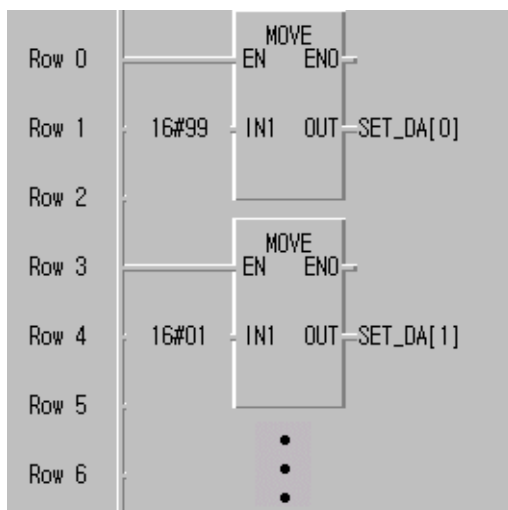 MOVE
Row 0 EN ENO
Row 1 16#99 IN1 OUT SET_DA[0]
Row 2
MOVE
Row 3 EN ENO
Row 4 16#01 IN1 OUT SET_DA[1]
Row 5
Row 6